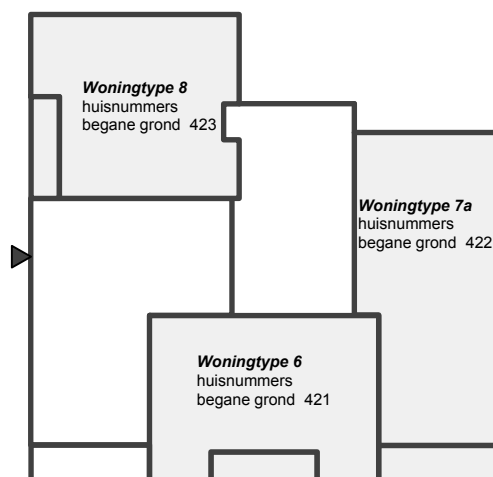 Woningtype 8
huisnummers
begane grond 423
Woningtype 7a
huisnummers
begane grond 422
Woningtype 6
huisnummers
begane grond 421